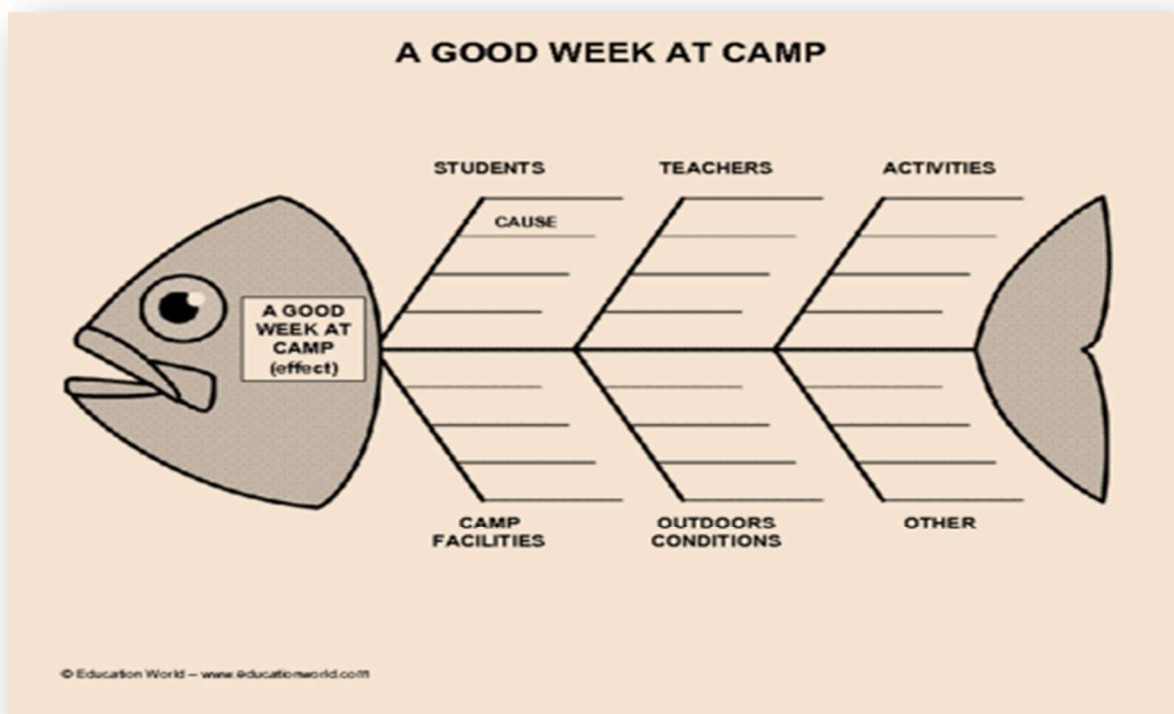 A GOOD WEEK AT CAMP
STUDENTS
TEACHERS
ACTIVITIES
CAUSE
A GOOD
WEEK AT
CAMP
(effect)
CAMP
FACILITIES
OUTDOORS
CONDITIONS
OTHER
© Education World – www.educationworld.com